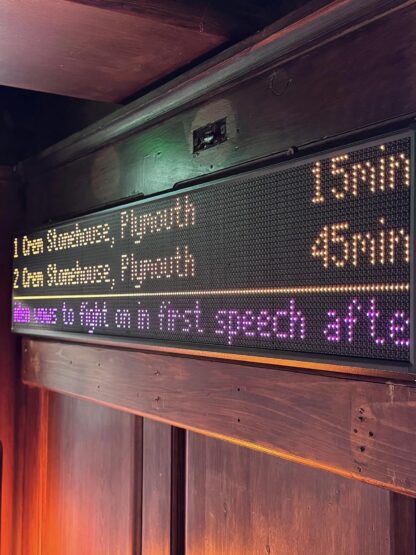 1 Crem Stonehouse, Plymouth 15min
2 Crem Stonehouse, Plymouth 45min
to fight on in first speech afte